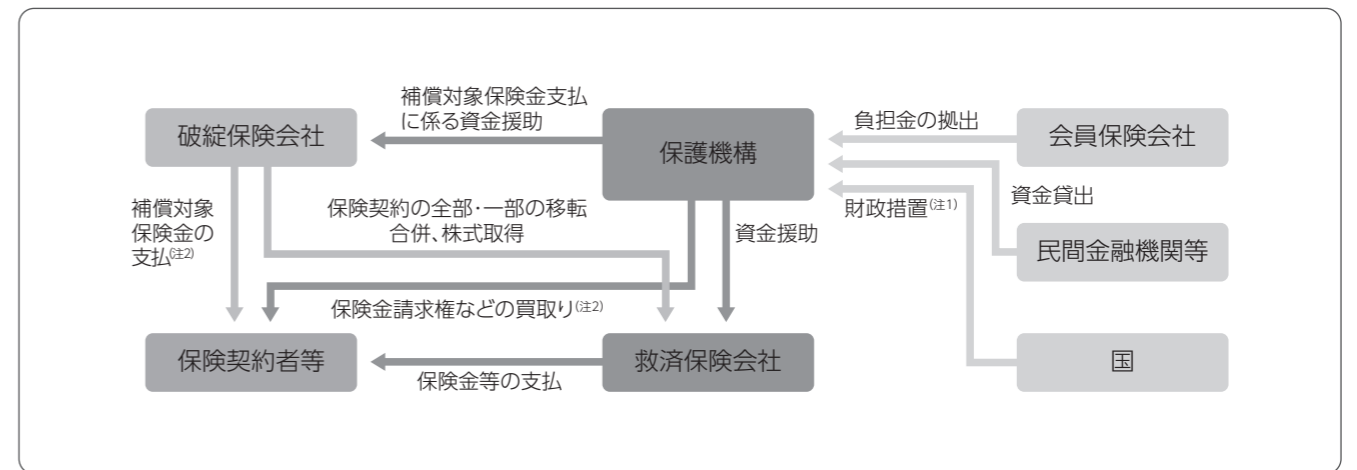 補償対象保険金支払
に係る資金援助
破綻保険会社
保護機構
負担金の拠出
会員保険会社
補償対象
保険金の
支払(注2)
保険契約の全部・一部の移転
合併、株式取得
資金援助
財政措置(注1)
資金貸出
民間金融機関等
保険金請求権などの買取り(注2)
保険契約者等
保険金等の支払
救済保険会社
国